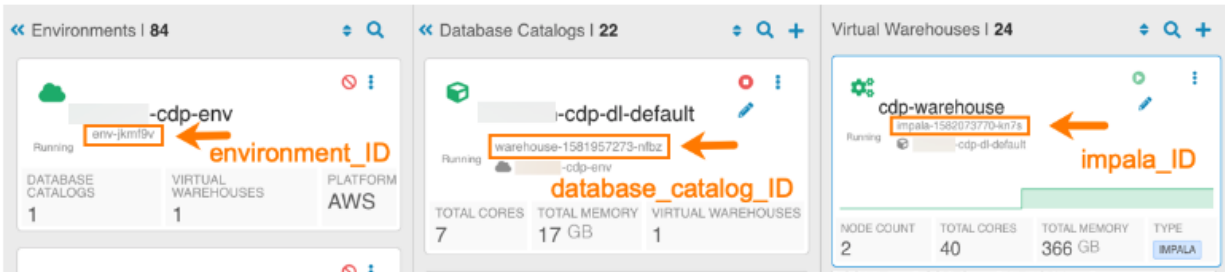 Environments | 84
-cdp-env
env-jkmf9v
Running
environment_ID
DATABASE CATALOGS
1
VIRTUAL WAREHOUSES
1
PLATFORM
AWS
Database Catalogs | 22
-cdp-dl-default
warehouse-1581957273-nfbz
Running
-cdp-env
database_catalog_ID
TOTAL CORES
7
TOTAL MEMORY
17 GB
VIRTUAL WAREHOUSES
1
Virtual Warehouses | 24
cdp-warehouse
impala-1582073770-kn7s
Running
-cdp-dl-default
impala_ID
NODE COUNT
2
TOTAL CORES
40
TOTAL MEMORY
366 GB
TYPE
IMPALA